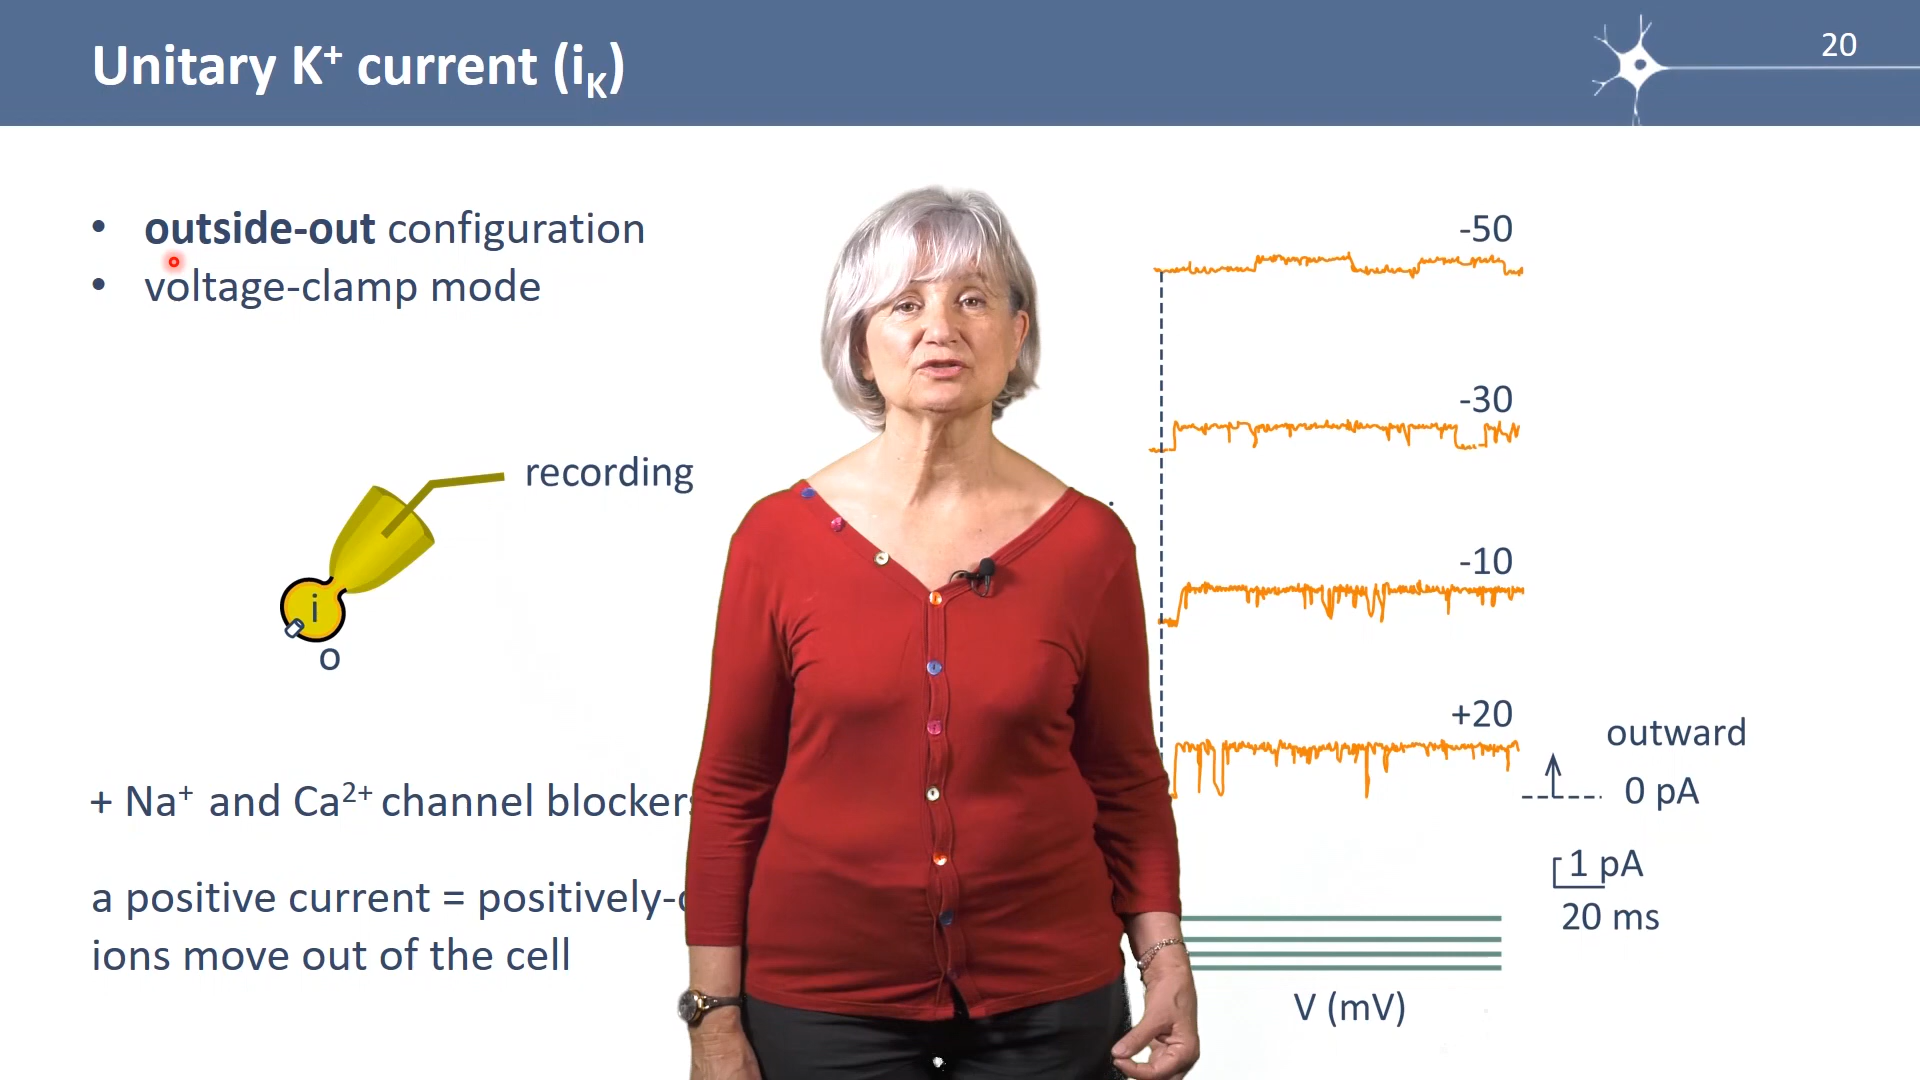 Unitary K⁺ current (iₖ)
20
• outside-out configuration
• voltage-clamp mode
-50
-30
recording
-10
i
o
+20
outward
0 pA
+ Na⁺ and Ca²⁺ channel blockers
1 pA
20 ms
a positive current = positively-
ions move out of the cell
V (mV)